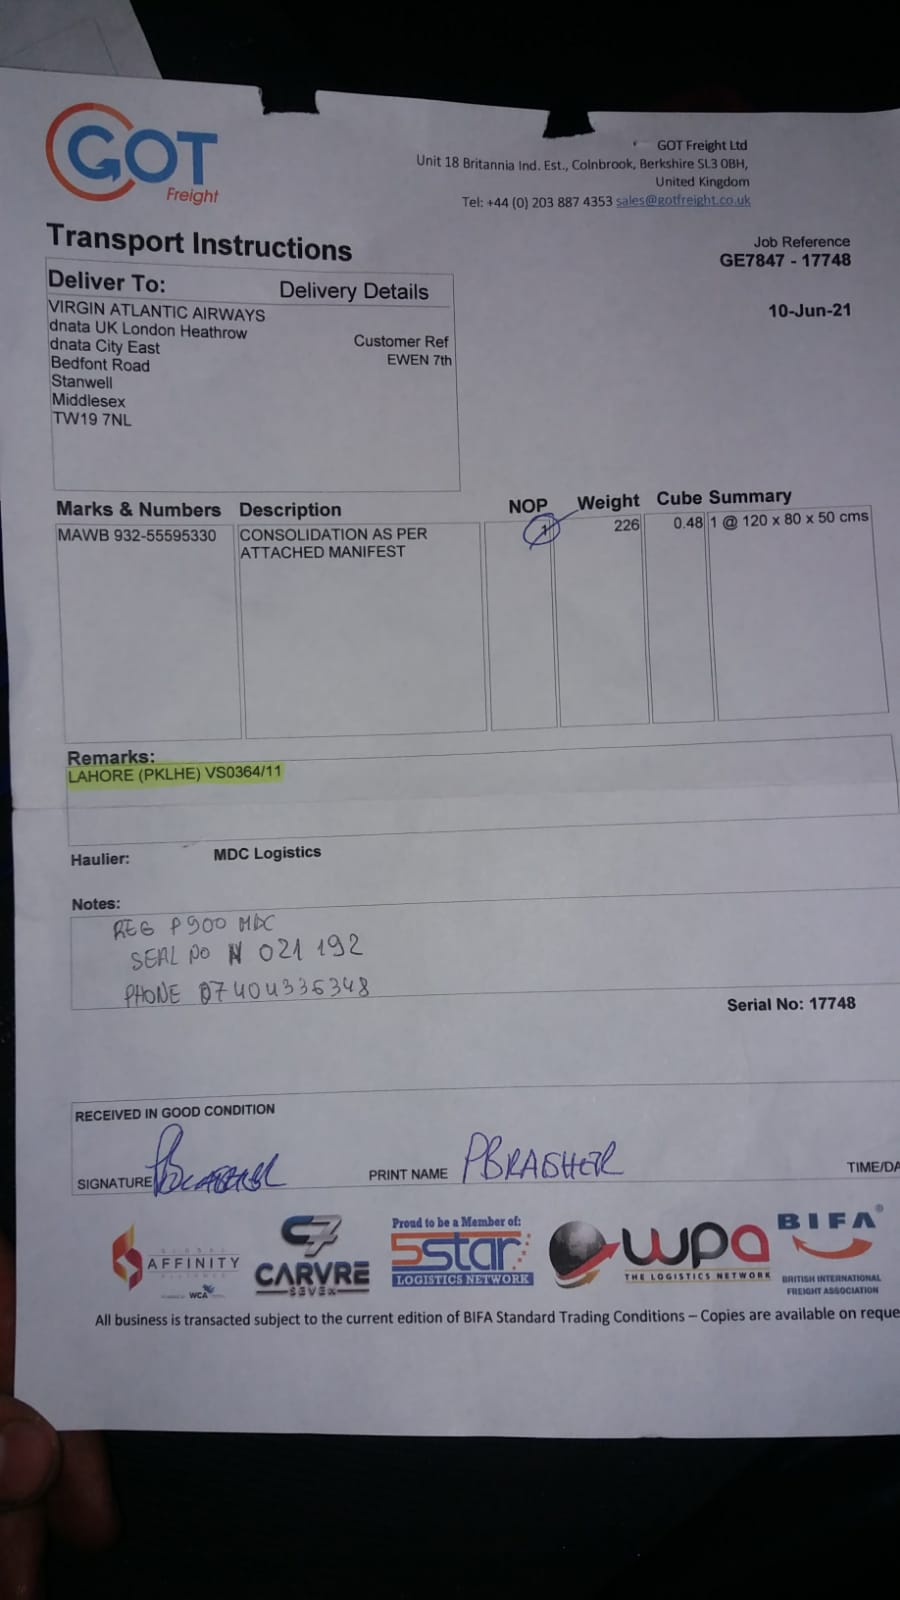 GOT
Freight
GOT Freight Ltd
Unit 18 Britannia Ind. Est., Colnbrook, Berkshire SL3 0BH,
United Kingdom
Tel: +44 (0) 203 887 4353 sales@gotfreight.co.uk
Transport Instructions
Job Reference
GE7847 - 17748
10-Jun-21
Deliver To: Delivery Details
VIRGIN ATLANTIC AIRWAYS
dnata UK London Heathrow
dnata City East
Bedfont Road
Stanwell
Middlesex
TW19 7NL
Customer Ref
EWEN 7th
Marks & Numbers Description NOP Weight Cube Summary
MAWB 932-55595330 CONSOLIDATION AS PER 1 226 0.48 1 @ 120 x 80 x 50 cms
ATTACHED MANIFEST
Remarks:
LAHORE (PKLHE) VS0364/11
Haulier: MDC Logistics
Notes:
REG P900 MDC
SEAL NO N 021 192
PHONE 07404336348
Serial No: 17748
RECEIVED IN GOOD CONDITION
SIGNATURE PRINT NAME PBRASHER TIME/DA
GLOBAL
AFFINITY
ALLIANCE
WCA
C7
CARVRE
SEVEN
Proud to be a Member of:
5star
LOGISTICS NETWORK
wpa
THE LOGISTICS NETWORK
BIFA®
BRITISH INTERNATIONAL
FREIGHT ASSOCIATION
All business is transacted subject to the current edition of BIFA Standard Trading Conditions – Copies are available on reque